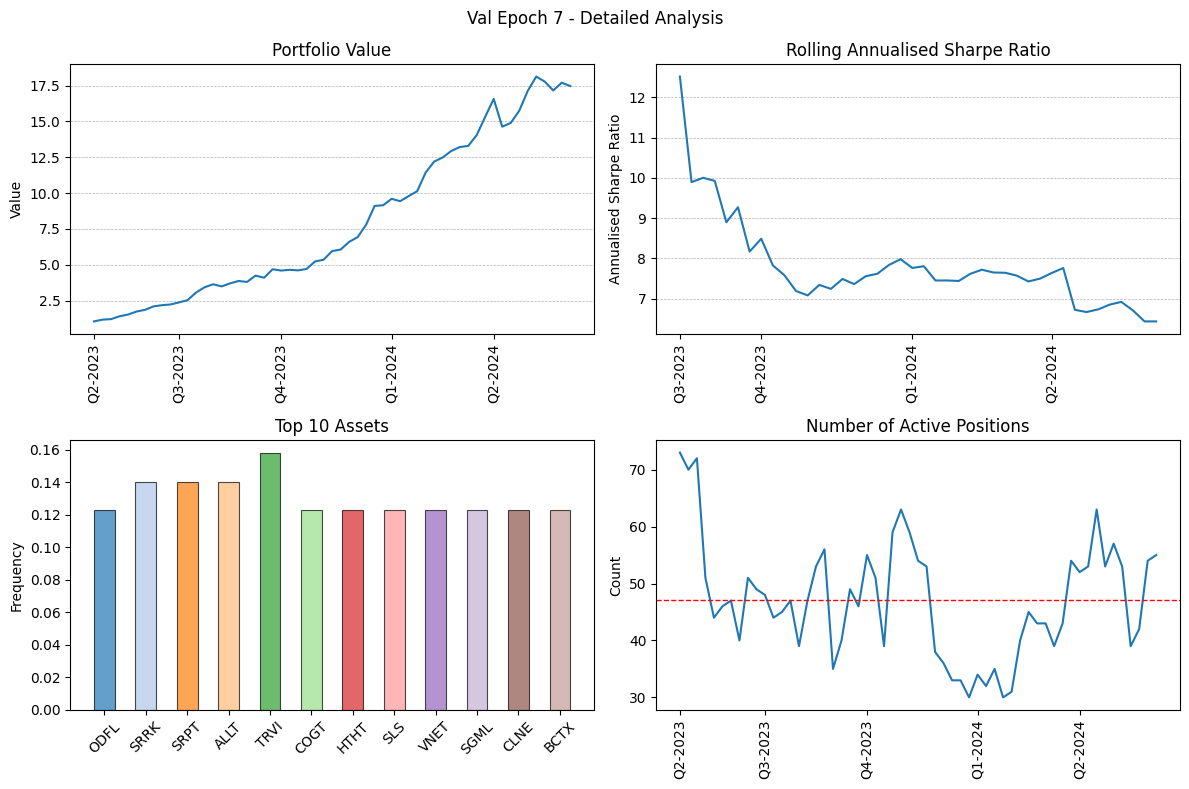 Val Epoch 7 - Detailed Analysis
Portfolio Value
Value
17.5
15.0
12.5
10.0
7.5
5.0
2.5
Q2-2023
Q3-2023
Q4-2023
Q1-2024
Q2-2024
Rolling Annualised Sharpe Ratio
Annualised Sharpe Ratio
12
11
10
9
8
7
Q3-2023
Q4-2023
Q1-2024
Q2-2024
Top 10 Assets
Frequency
0.16
0.14
0.12
0.10
0.08
0.06
0.04
0.02
0.00
ODFL
SRRK
SRPT
ALLT
TRVI
COGT
HTHT
SLS
VNET
SGML
CLNE
BCTX
Number of Active Positions
Count
70
60
50
40
30
Q2-2023
Q3-2023
Q4-2023
Q1-2024
Q2-2024